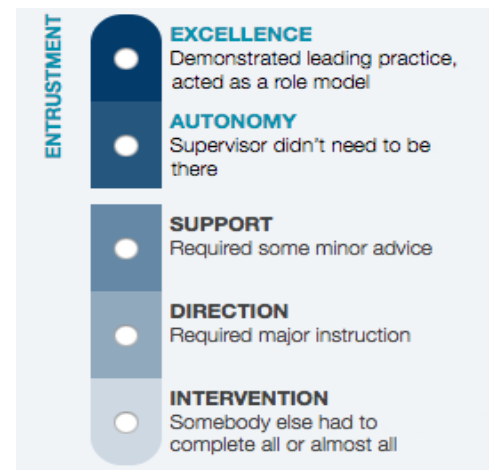 ENTRUSTMENT
EXCELLENCE
Demonstrated leading practice,
acted as a role model
AUTONOMY
Supervisor didn't need to be
there
SUPPORT
Required some minor advice
DIRECTION
Required major instruction
INTERVENTION
Somebody else had to
complete all or almost all